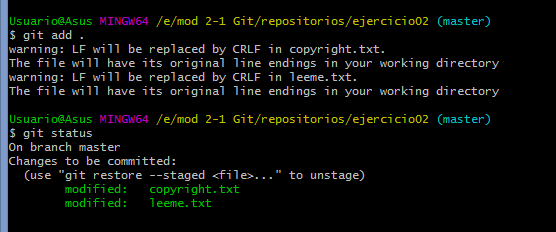 Usuario@Asus MINGW64 /e/mod 2-1 Git/repositorios/ejercicio02 (master)
$ git add .
warning: LF will be replaced by CRLF in copyright.txt.
The file will have its original line endings in your working directory
warning: LF will be replaced by CRLF in leeme.txt.
The file will have its original line endings in your working directory
Usuario@Asus MINGW64 /e/mod 2-1 Git/repositorios/ejercicio02 (master)
$ git status
On branch master
Changes to be committed:
  (use "git restore --staged <file>..." to unstage)
        modified:   copyright.txt
        modified:   leeme.txt